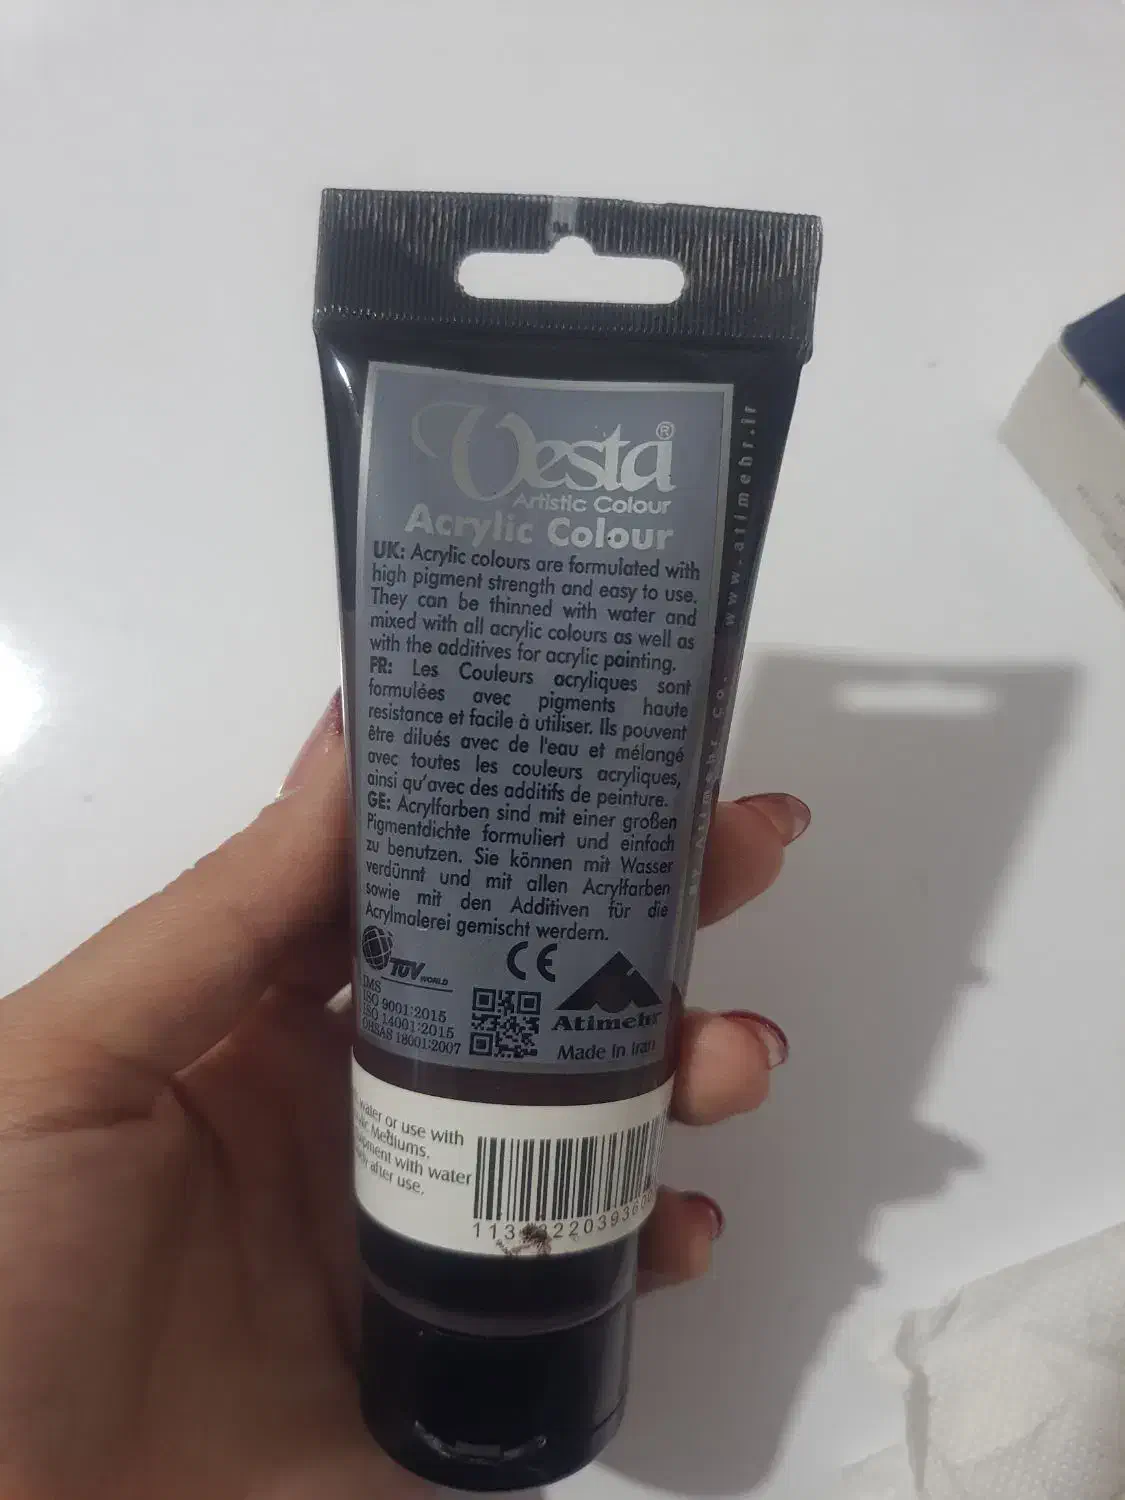 Vesta®
Artistic Colour
Acrylic Colour
UK: Acrylic colours are formulated with
high pigment strength and easy to use.
They can be thinned with water and
mixed with all acrylic colours as well as
with the additives for acrylic painting.
FR: Les Couleurs acryliques sont
formulées avec pigments haute
resistance et facile à utiliser. Ils peuvent
être dilués avec de l'eau et mélangé
avec toutes les couleurs acryliques,
ainsi qu'avec des additifs de peinture.
GE: Acrylfarben sind mit einer großen
Pigmentdichte formuliert und einfach
zu benutzen. Sie können mit Wasser
verdünnt und mit allen Acrylfarben
sowie mit den Additiven für die
Acrylmalerei gemischt werdern.
TUV WORLD
IMS
ISO 9001:2015
ISO 14001:2015
OHSAS 18001:2007
CE
Atimehr
Made In Iran
www.atimehr.ir
By Atimehr Co.
water or use with
Mediums.
with water
after use.